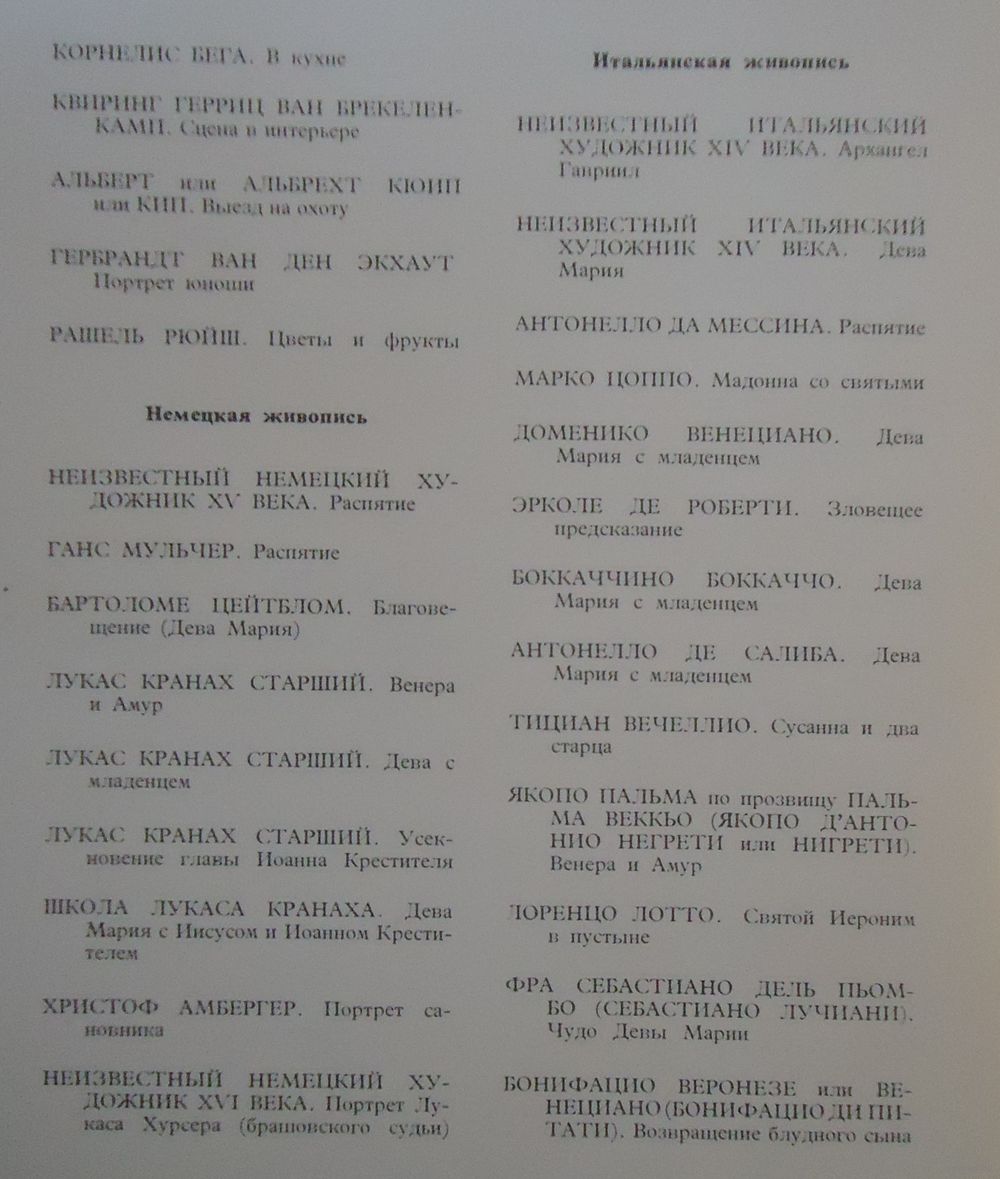 КОРНЕЛИС БЕГА. В кухне
КВИРИНГ ГЕРРИЦ ВАН БРЕКЕЛЕН-
КАМП. Сцена в интерьере
АЛЬБЕРТ или АЛЬБРЕХТ КЮИП
или КИП. Выезд на охоту
ГЕРБРАНДТ ВАН ДЕН ЭКХАУТ
Портрет юноши
РАШЕЛЬ РЮЙШ. Цветы и фрукты
Немецкая живопись
НЕИЗВЕСТНЫЙ НЕМЕЦКИЙ ХУ-
ДОЖНИК XV ВЕКА. Распятие
ГАНС МУЛЬЧЕР. Распятие
БАРТОЛОМЕ ЦЕЙТБЛОМ. Благове-
щение (Дева Мария)
ЛУКАС КРАНАХ СТАРШИЙ. Венера
и Амур
ЛУКАС КРАНАХ СТАРШИЙ. Дева с
младенцем
ЛУКАС КРАНАХ СТАРШИЙ. Усек-
новение главы Иоанна Крестителя
ШКОЛА ЛУКАСА КРАНАХА. Дева
Мария с Иисусом и Иоанном Крести-
телем
ХРИСТОФ АМБЕРГЕР. Портрет са-
новника
НЕИЗВЕСТНЫЙ НЕМЕЦКИЙ ХУ-
ДОЖНИК XVI ВЕКА. Портрет Лу-
каса Хурсера (брашовского судьи)
Итальянская живопись
НЕИЗВЕСТНЫЙ ИТАЛЬЯНСКИЙ
ХУДОЖНИК XIV ВЕКА. Архангел
Гавриил
НЕИЗВЕСТНЫЙ ИТАЛЬЯНСКИЙ
ХУДОЖНИК XIV ВЕКА. Дева
Мария
АНТОНЕЛЛО ДА МЕССИНА. Распятие
МАРКО ЦОППО. Мадонна со святыми
ДОМЕНИКО ВЕНЕЦИАНО. Дева
Мария с младенцем
ЭРКОЛЕ ДЕ РОБЕРТИ. Зловещее
предсказание
БОККАЧЧИНО БОККАЧЧО. Дева
Мария с младенцем
АНТОНЕЛЛО ДЕ САЛИБА. Дева
Мария с младенцем
ТИЦИАН ВЕЧЕЛЛИО. Сусанна и два
старца
ЯКОПО ПАЛЬМА по прозвищу ПАЛЬ-
МА ВЕККЬО (ЯКОПО Д'АНТО-
НИО НЕГРЕТИ или НИГРЕТИ).
Венера и Амур
ЛОРЕНЦО ЛОТТО. Святой Иероним
в пустыне
ФРА СЕБАСТИАНО ДЕЛЬ ПЬОМ-
БО (СЕБАСТИАНО ЛУЧИАНИ).
Чудо Девы Марии
БОНИФАЦИО ВЕРОНЕЗЕ или ВЕ-
НЕЦИАНО (БОНИФАЦИО ДИ ПИ-
ТАТИ). Возвращение блудного сына